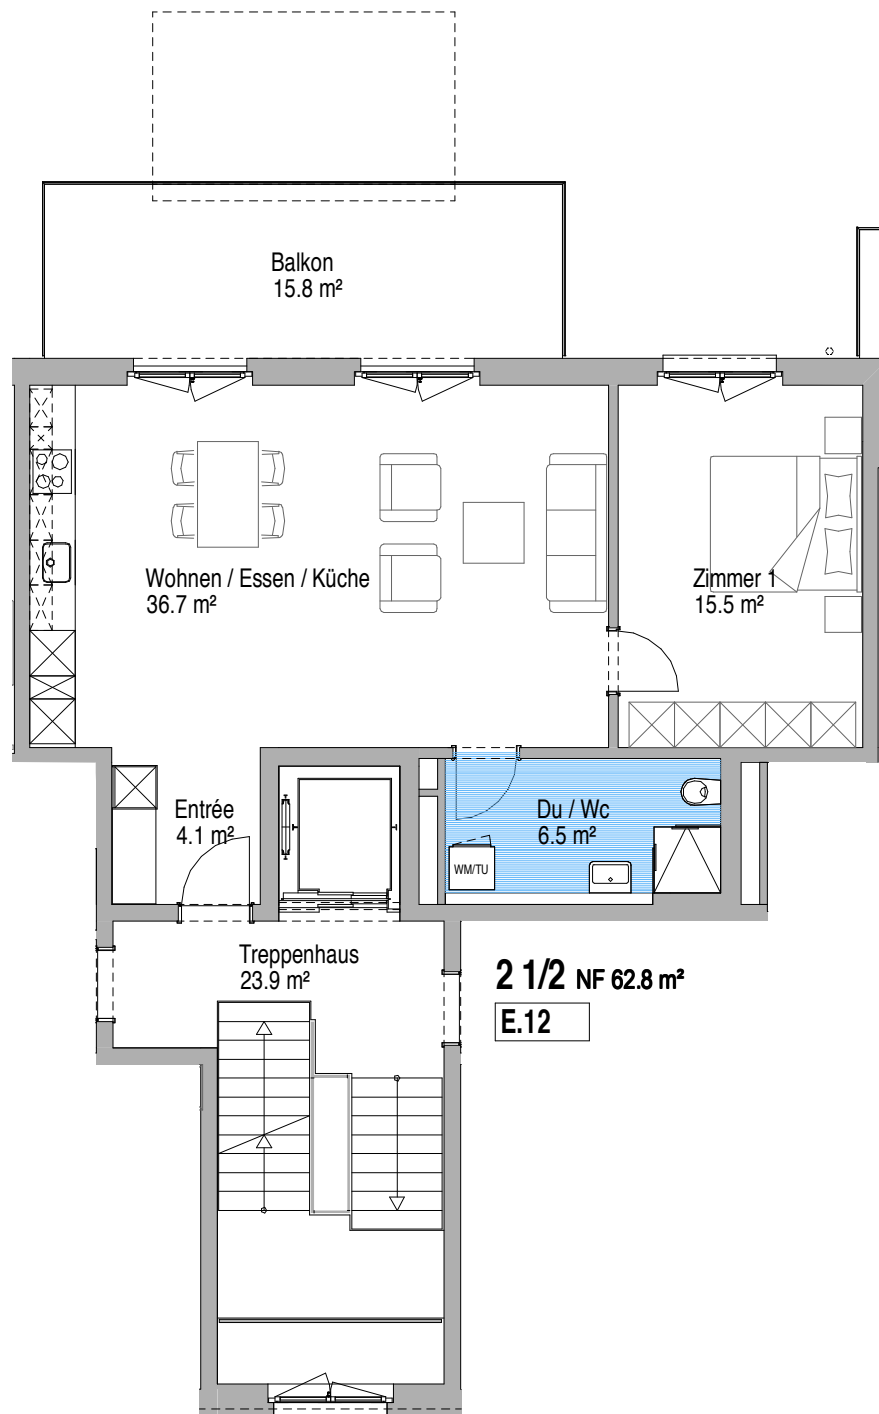 Balkon
15.8 m²
Wohnen / Essen / Küche
36.7 m²
Zimmer 1
15.5 m²
Entrée
4.1 m²
Du / Wc
6.5 m²
WM/TU
Treppenhaus
23.9 m²
2 1/2 NF 62.8 m²
E.12